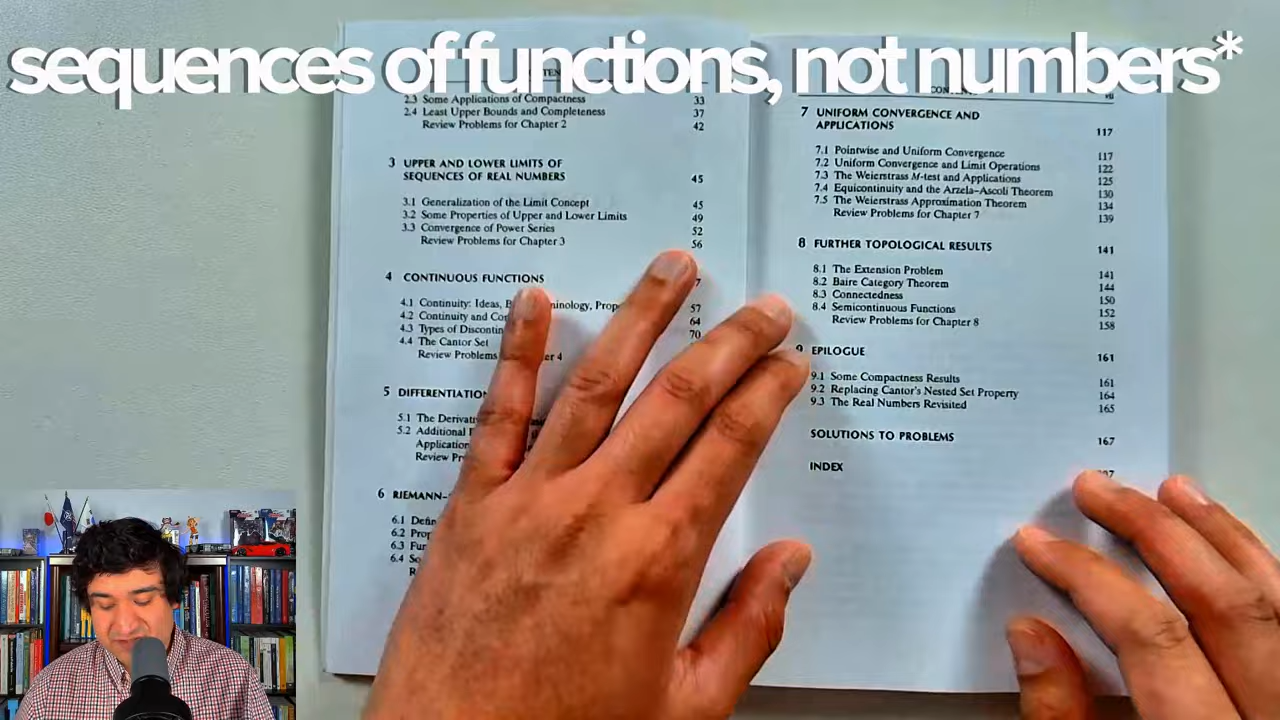 sequences of functions, not numbers*
2.3 Some Applications of Compactness 33
2.4 Least Upper Bounds and Completeness 37
Review Problems for Chapter 2 42
3 UPPER AND LOWER LIMITS OF
SEQUENCES OF REAL NUMBERS 45
3.1 Generalization of the Limit Concept 45
3.2 Some Properties of Upper and Lower Limits 49
3.3 Convergence of Power Series 52
Review Problems for Chapter 3 56
4 CONTINUOUS FUNCTIONS
4.1 Continuity: Ideas, 57
4.2 Continuity and 64
4.3 Types of 70
4.4 The Cantor Set
Review Problems 4
5
5.1 The
5.2 Additional
Application
Review
6
6.1
6.2
6.3
6.4
7 UNIFORM CONVERGENCE AND
APPLICATIONS 117
7.1 Pointwise and Uniform Convergence 117
7.2 Uniform Convergence and Limit Operations 122
7.3 The Weierstrass M-test and Applications 125
7.4 Equicontinuity and the Arzela-Ascoli Theorem 130
7.5 The Weierstrass Approximation Theorem 134
Review Problems for Chapter 7 139
8 FURTHER TOPOLOGICAL RESULTS 141
8.1 The Extension Problem 141
8.2 Baire Category Theorem 144
8.3 Connectedness 150
8.4 Semicontinuous Functions 152
Review Problems for Chapter 8 158
9 EPILOGUE 161
9.1 Some Compactness Results 161
9.2 Replacing Cantor's Nested Set Property 164
9.3 The Real Numbers Revisited 165
SOLUTIONS TO PROBLEMS 167
INDEX